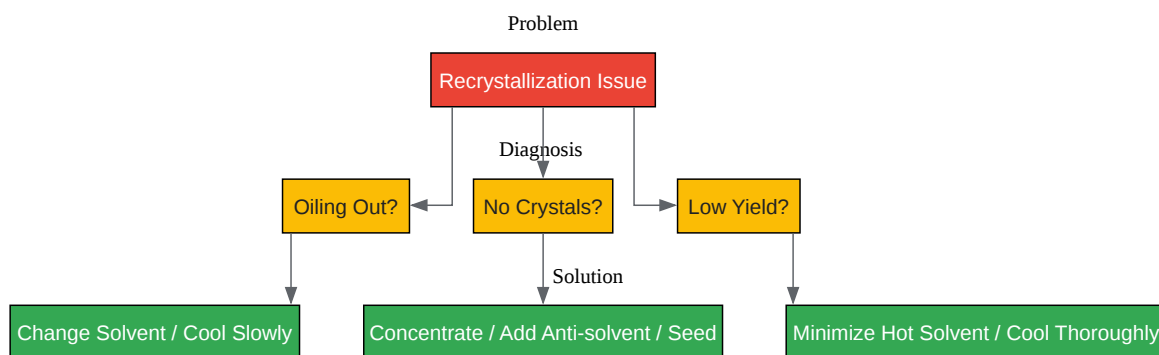 Problem
Recrystallization Issue
Diagnosis
Oiling Out?
No Crystals?
Low Yield?
Solution
Change Solvent / Cool Slowly
Concentrate / Add Anti-solvent / Seed
Minimize Hot Solvent / Cool Thoroughly